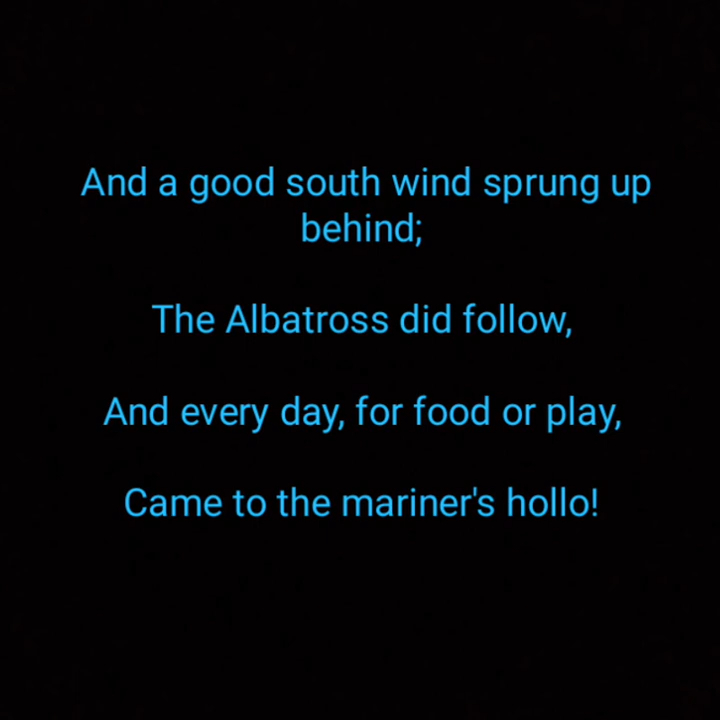 And a good south wind sprung up
behind;
The Albatross did follow,
And every day, for food or play,
Came to the mariner's hollo!